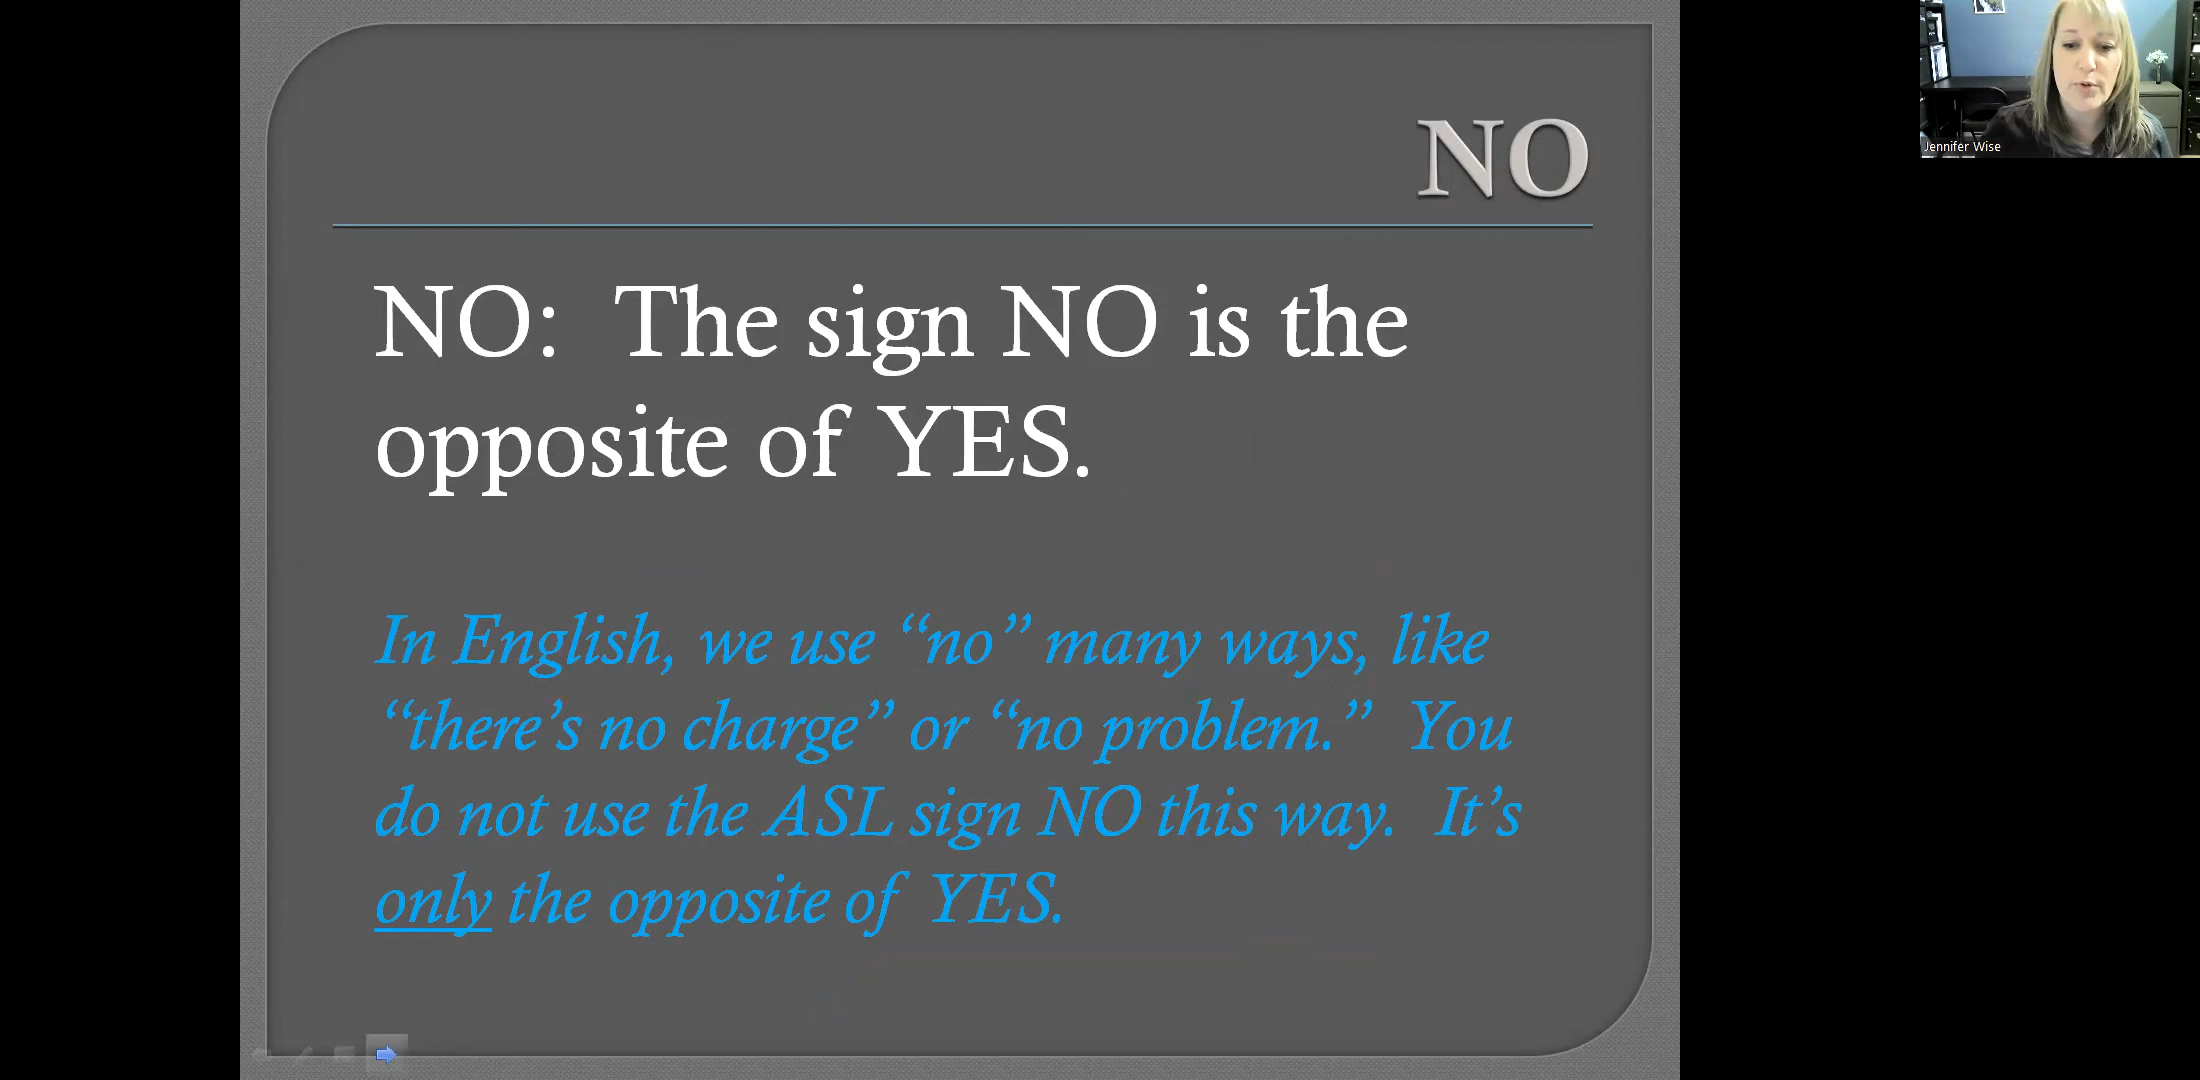 NO
NO: The sign NO is the
opposite of YES.
In English, we use “no” many ways, like
“there’s no charge” or “no problem.” You
do not use the ASL sign NO this way. It’s
only the opposite of YES.
Jennifer Wise